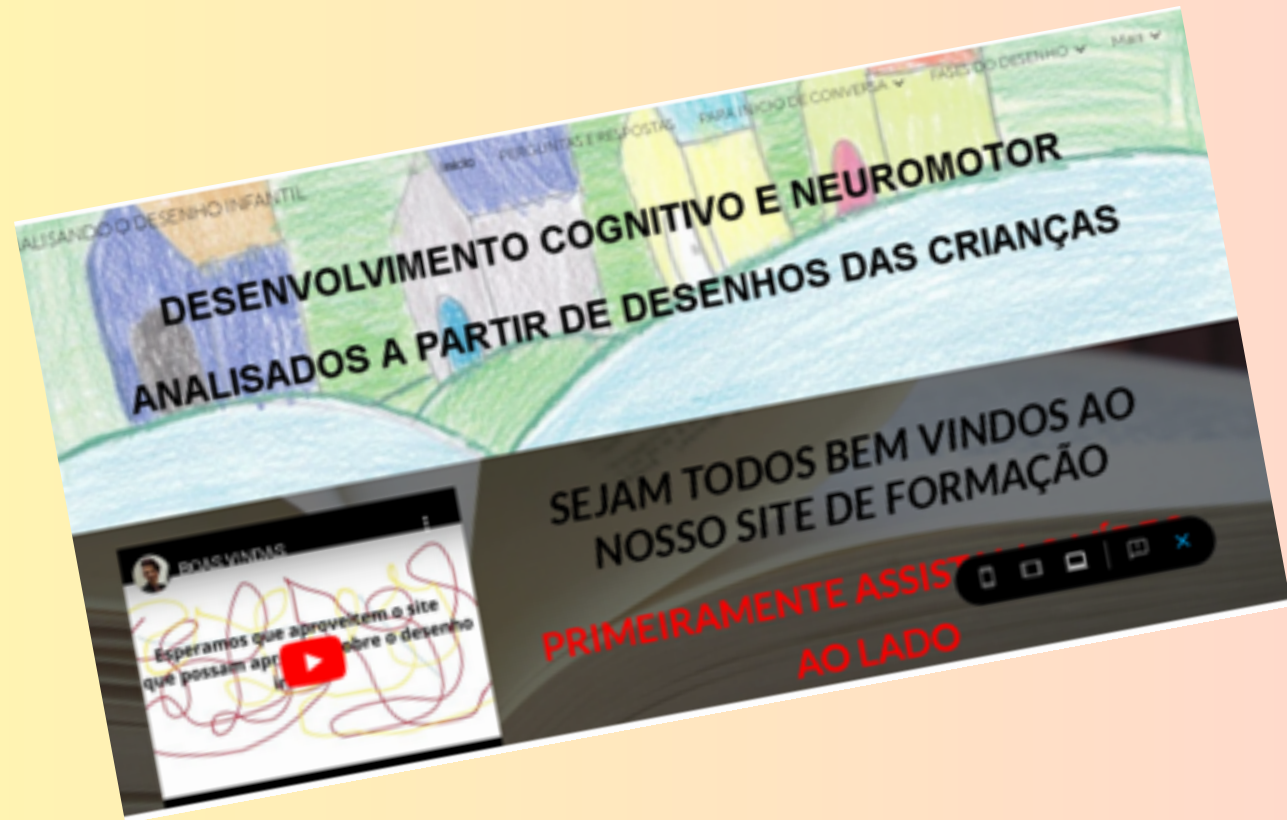 ALISANDO O DESENHO INFANTIL
Início
PERGUNTAS E RESPOSTAS
PARA INÍCIO DE CONVERSA
FASES DO DESENHO
Mais
DESENVOLVIMENTO COGNITIVO E NEUROMOTOR
ANALISADOS A PARTIR DE DESENHOS DAS CRIANÇAS
BOAS VINDAS
Esperamos que aproveitem o site
que possam apr obre o desenho
SEJAM TODOS BEM VINDOS AO
NOSSO SITE DE FORMAÇÃO
PRIMEIRAMENTE ASSIST
AO LADO